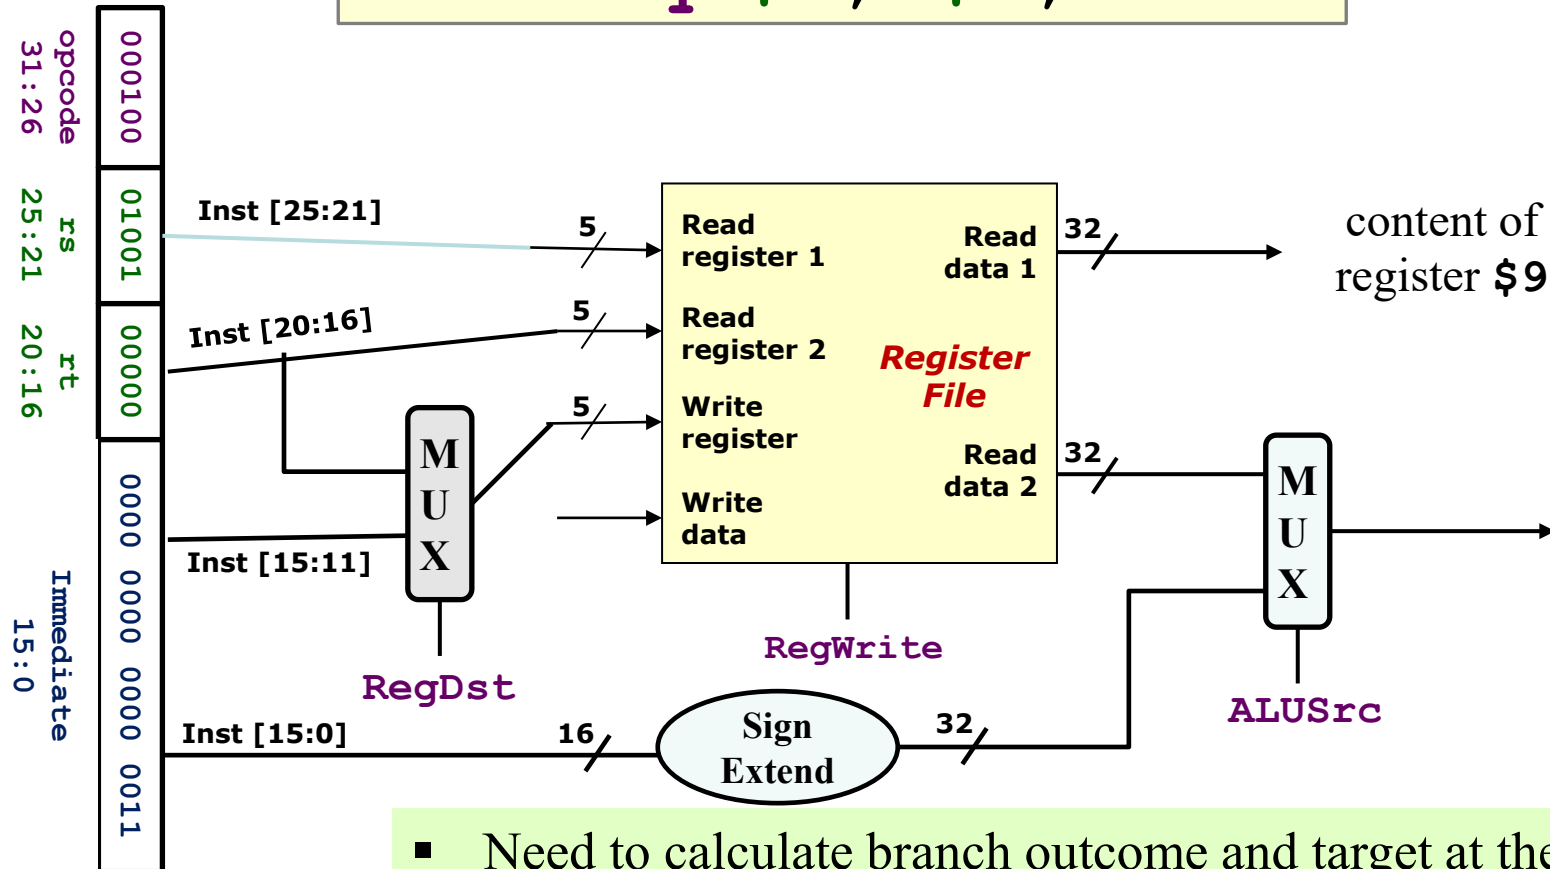 opcode
31:26
000100
rs
25:21
01001
rt
20:16
00000
Immediate
15:0
0000 0000 0000 0011
Inst [25:21]
5
Inst [20:16]
5
5
Inst [15:11]
Inst [15:0]
16
M
U
X
RegDst
Read
register 1
Read
register 2
Write
register
Write
data
Read
data 1
Register
File
Read
data 2
RegWrite
32
32
content of
register $9
Sign
Extend
32
M
U
X
ALUSrc
▪ Need to calculate branch outcome and target at the